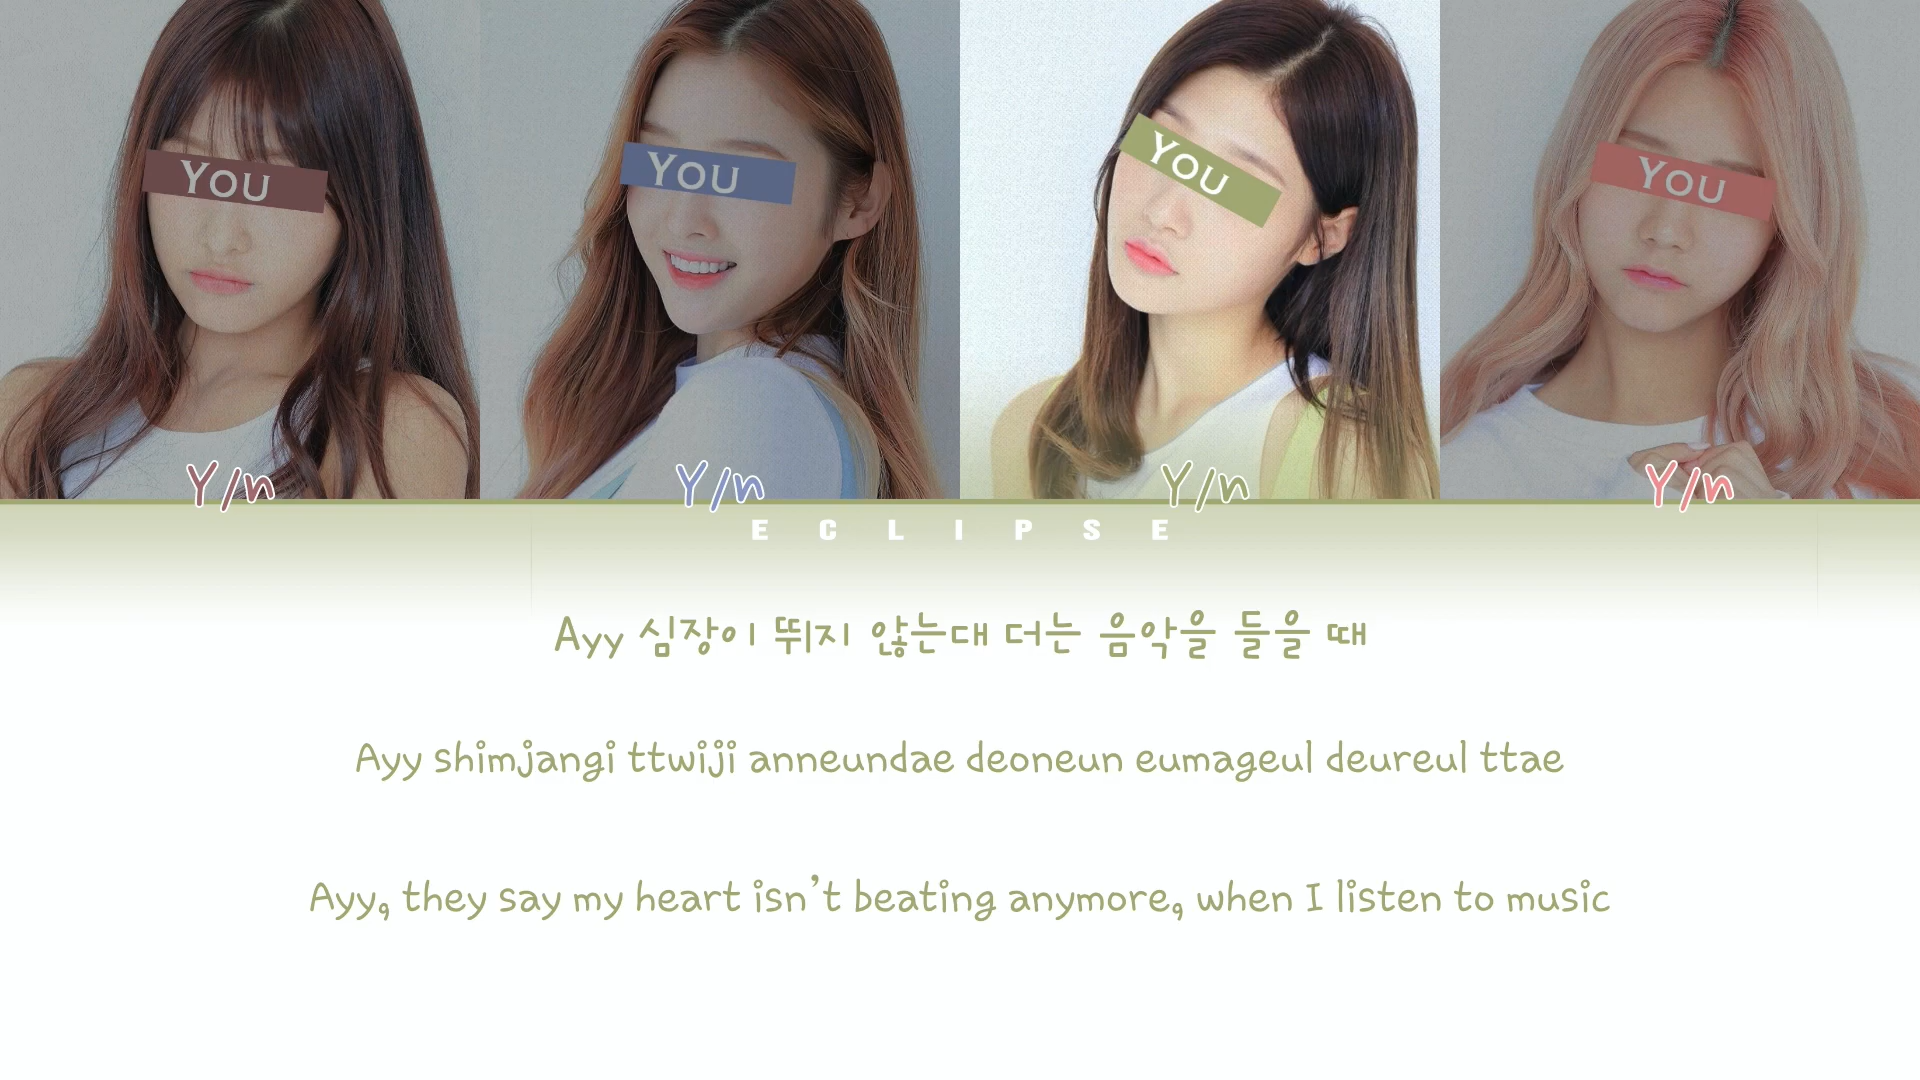 YOU YOU YOU YOU
Y/n Y/n Y/n Y/n
ECLIPSE
Ayy 심장이 뛰지 않는대 더는 음악을 들을 때
Ayy shimjangi ttwiji anneundae deoneun eumageul deureul ttae
Ayy, they say my heart isn't beating anymore, when I listen to music